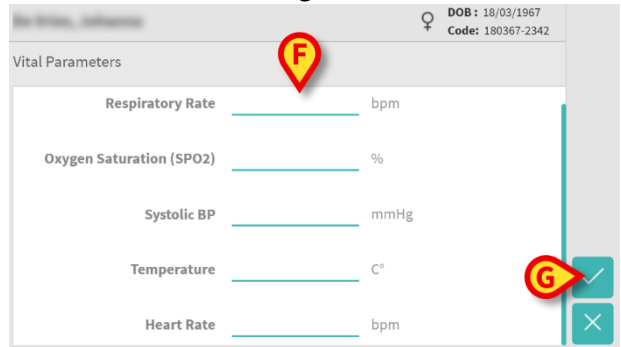 DOB : 18/03/1967
Code: 180367-2342
Vital Parameters
F
Respiratory Rate bpm
Oxygen Saturation (SPO2) %
Systolic BP mmHg
Temperature C°
G
Heart Rate bpm